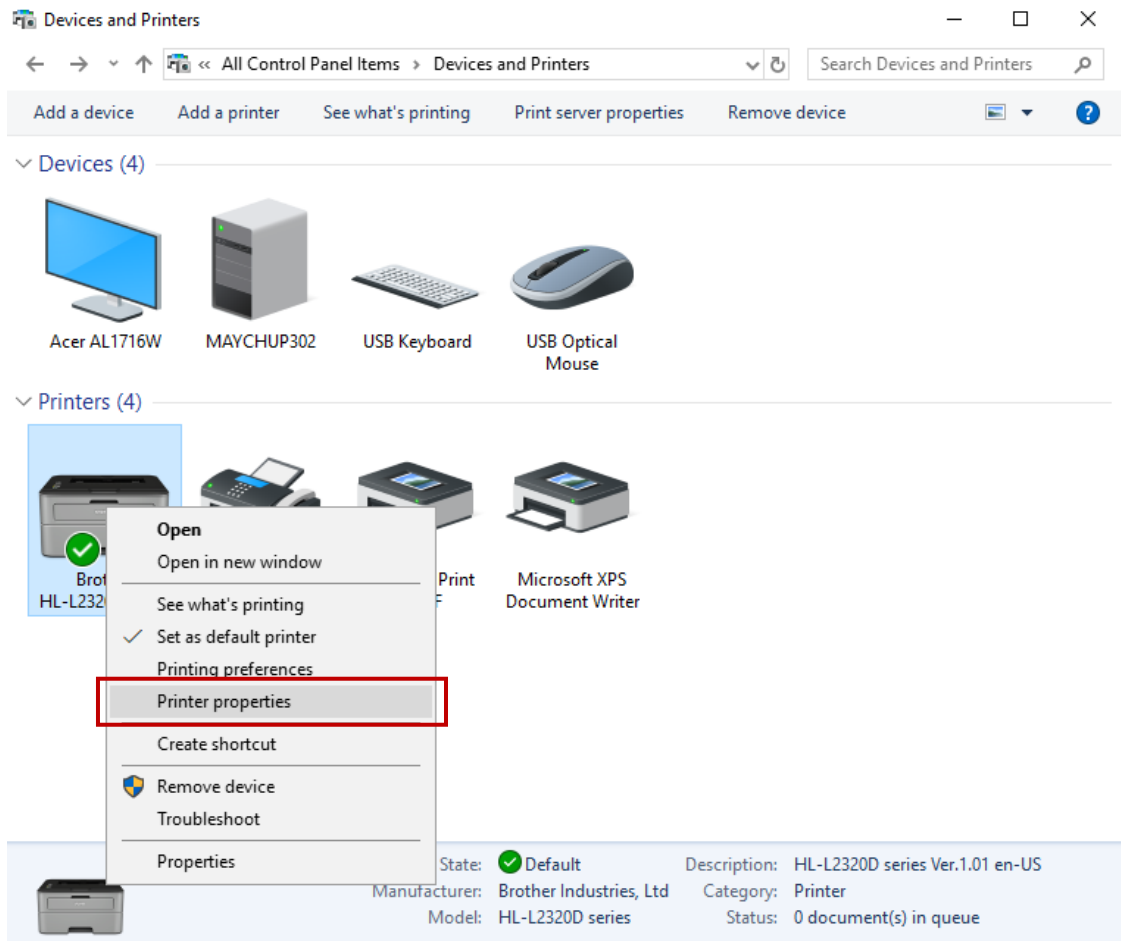 Devices and Printers
« All Control Panel Items > Devices and Printers
Search Devices and Printers
Add a device Add a printer See what's printing Print server properties Remove device
?
Devices (4)
Acer AL1716W
MAYCHUP302
USB Keyboard
USB Optical
Mouse
Printers (4)
Brot
HL-L232
Print
F
Microsoft XPS
Document Writer
Open
Open in new window
See what's printing
Set as default printer
Printing preferences
Printer properties
Create shortcut
Remove device
Troubleshoot
Properties
State: Default
Manufacturer: Brother Industries, Ltd
Model: HL-L2320D series
Description: HL-L2320D series Ver.1.01 en-US
Category: Printer
Status: 0 document(s) in queue